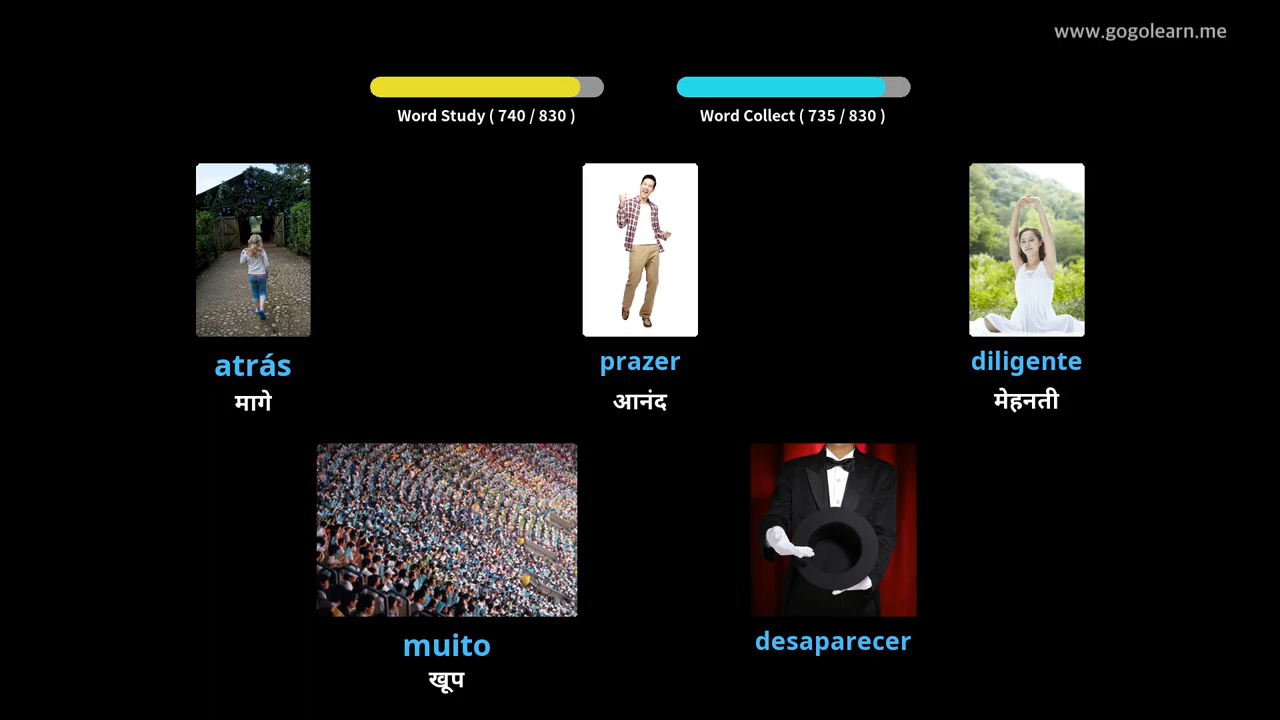 www.gogolearn.me
Word Study ( 740 / 830 )
Word Collect ( 735 / 830 )
atrás
मागे
prazer
आनंद
diligente
मेहनती
muito
खूप
desaparecer